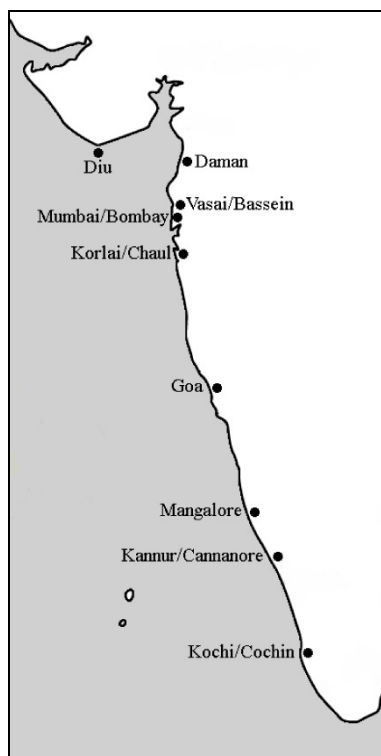 Diu
Daman
Vasai/Bassein
Mumbai/Bombay
Korlai/Chaul
Goa
Mangalore
Kannur/Cannanore
Kochi/Cochin